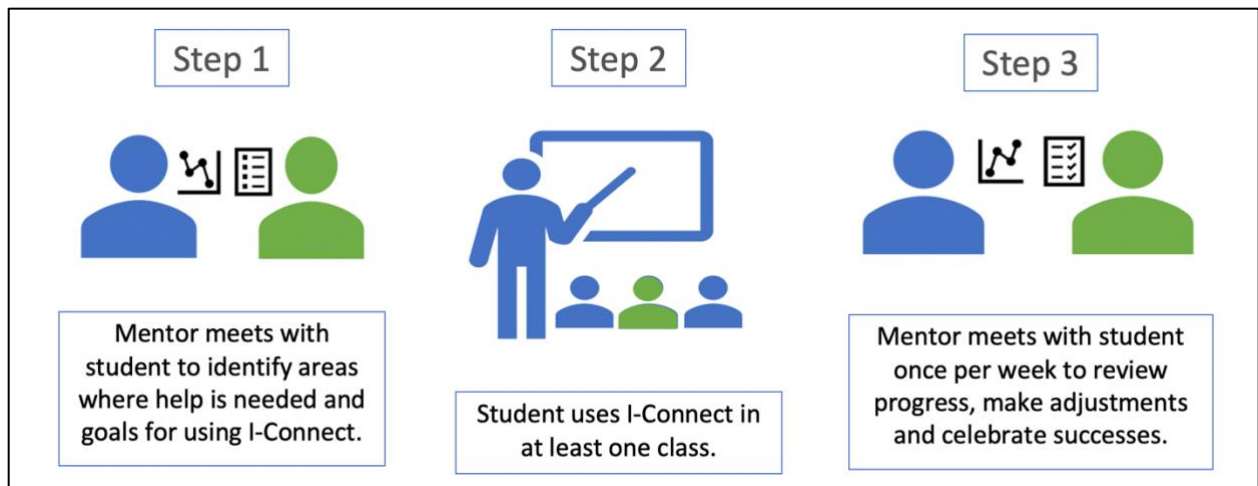 Step 1
Mentor meets with
student to identify areas
where help is needed and
goals for using I-Connect.
Step 2
Student uses I-Connect in
at least one class.
Step 3
Mentor meets with student
once per week to review
progress, make adjustments
and celebrate successes.